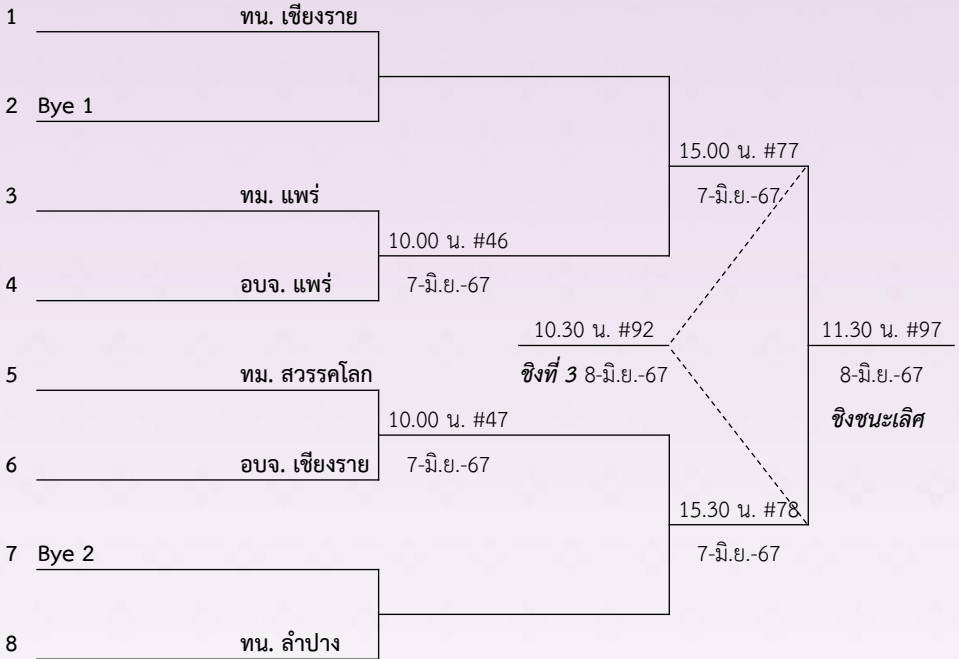 1 ทน. เชียงราย
2 Bye 1
15.00 น. #77
3 ทม. แพร่ 7-มิ.ย.-67
10.00 น. #46
4 อบจ. แพร่ 7-มิ.ย.-67
10.30 น. #92 11.30 น. #97
5 ทม. สวรรคโลก ชิงที่ 3 8-มิ.ย.-67 8-มิ.ย.-67
10.00 น. #47 ชิงชนะเลิศ
6 อบจ. เชียงราย 7-มิ.ย.-67
15.30 น. #78
7 Bye 2 7-มิ.ย.-67
8 ทน. ลำปาง